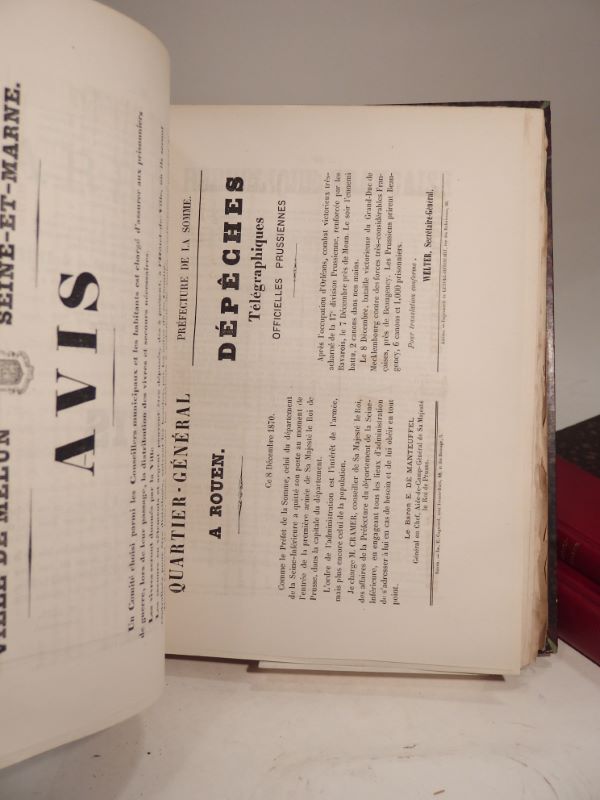 VILLE DE MELUN
SEINE-ET-MARNE.
AVIS
Un Comité choisi parmi les Conseillers municipaux et les habitants est chargé d'assurer aux prisonniers
de guerre, lors de leur passage, la distribution des vivres et secours nécessaires.
Les vivres seront donnés par la Ville.
QUARTIER-GÉNÉRAL
A ROUEN.
Ce 8 Décembre 1870.
Comme le Préfet de la Somme, celui du département
de la Seine-Inférieure a quitté son poste au moment de
l'entrée de la première armée de Sa Majesté le Roi de
Prusse, dans la capitale du département.
L'ordre de l'administration est l'intérêt de l'armée,
mais plus encore celui de la population,
Je charge M. CRAMER, conseiller de Sa Majesté le Roi,
des affaires de la Préfecture du département de la Seine-
Inférieure, en engageant tous les lieux d'administration
de s'adresser à lui en cas de besoin et de lui obéir en tout
point.
Le Baron E. DE MANTEUFFEL
Général en Chef, Aide-de-Camp-Général de Sa Majesté
le Roi de Prusse.
PRÉFECTURE DE LA SOMME.
DÉPÊCHES
Télégraphiques
OFFICIELLES PRUSSIENNES
Après l'occupation d'Orléans, combat victorieux très-
acharné de la 17e division Prussienne, renforcée par les
Bavarois, le 7 Décembre près de Meun. Le soir l'ennemi
battu, 2 canons dans nos mains.
Le 8 Décembre, bataille victorieuse du Grand-Duc de
Mecklembourg contre des forces très-considérables Fran-
çaises, près de Beaugency. Les Prussiens prirent Beau-
gency, 6 canons et 1,000 prisonniers.
Pour translation conforme.
WELTER, Secrétaire-Général,